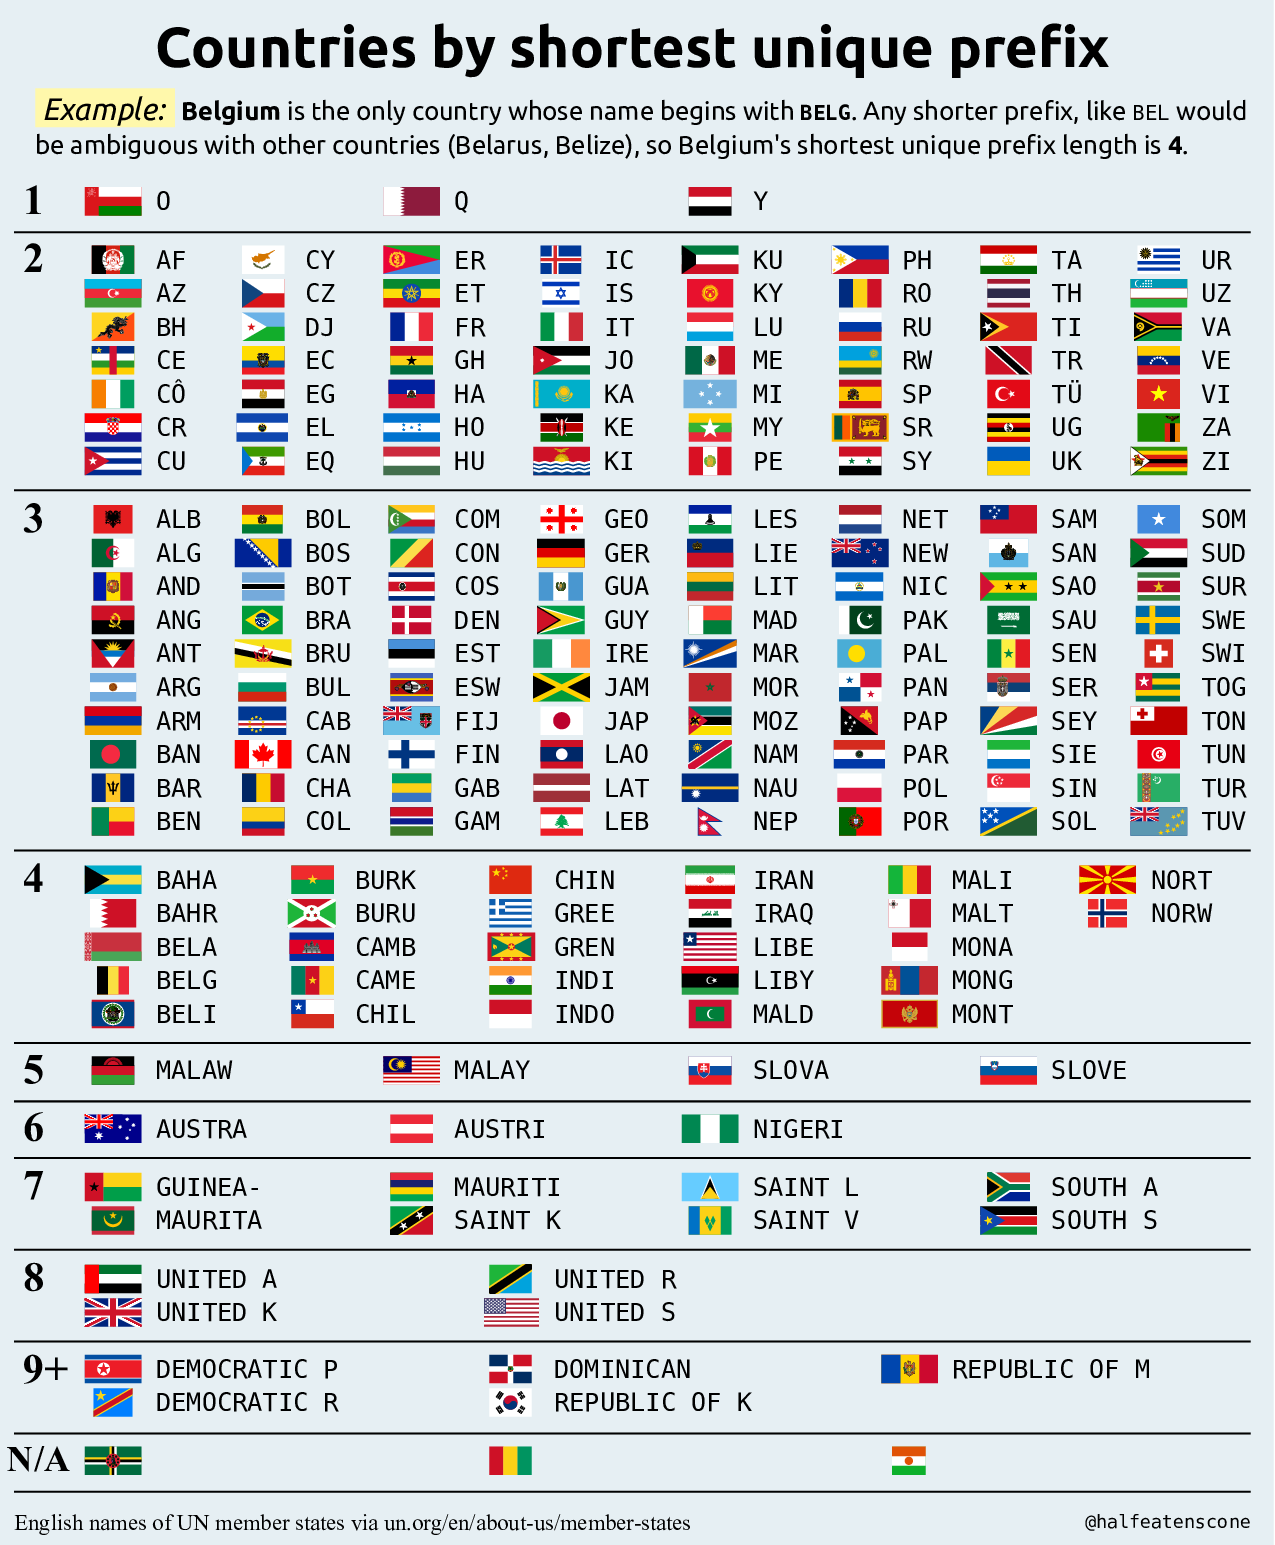 Countries by shortest unique prefix
Example: Belgium is the only country whose name begins with BELG. Any shorter prefix, like BEL would
be ambiguous with other countries (Belarus, Belize), so Belgium's shortest unique prefix length is 4.
1 O Q Y
2 AF CY ER IC KU PH TA UR
AZ CZ ET IS KY RO TH UZ
BH DJ FR IT LU RU TI VA
CE EC GH JO ME RW TR VE
CÔ EG HA KA MI SP TÜ VI
CR EL HO KE MY SR UG ZA
CU EQ HU KI PE SY UK ZI
3 ALB BOL COM GEO LES NET SAM SOM
ALG BOS CON GER LIE NEW SAN SUD
AND BOT COS GUA LIT NIC SAO SUR
ANG BRA DEN GUY MAD PAK SAU SWE
ANT BRU EST IRE MAR PAL SEN SWI
ARG BUL ESW JAM MOR PAN SER TOG
ARM CAB FIJ JAP MOZ PAP SEY TON
BAN CAN FIN LAO NAM PAR SIE TUN
BAR CHA GAB LAT NAU POL SIN TUR
BEN COL GAM LEB NEP POR SOL TUV
4 BAHA BURK CHIN IRAN MALI NORT
BAHR BURU GREE IRAQ MALT NORW
BELA CAMB GREN LIBE MONA
BELG CAME INDI LIBY MONG
BELI CHIL INDO MALD MONT
5 MALAW MALAY SLOVA SLOVE
6 AUSTRA AUSTRI NIGERI
7 GUINEA- MAURITI SAINT L SOUTH A
MAURITA SAINT K SAINT V SOUTH S
8 UNITED A UNITED R
UNITED K UNITED S
9+ DEMOCRATIC P DOMINICAN REPUBLIC OF M
DEMOCRATIC R REPUBLIC OF K
N/A
English names of UN member states via un.org/en/about-us/member-states @halfeatenscone